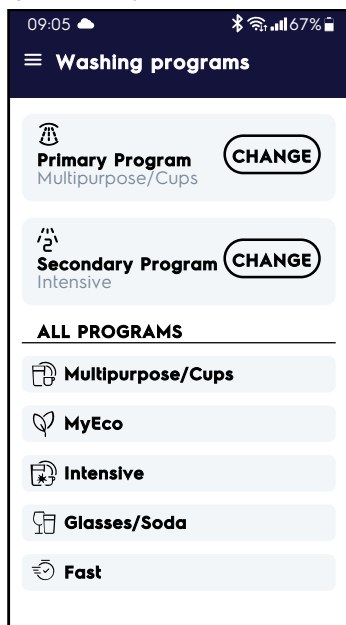 09:05 67%
Washing programs
Primary Program
Multipurpose/Cups
CHANGE
2
Secondary Program
Intensive
CHANGE
ALL PROGRAMS
Multipurpose/Cups
MyEco
Intensive
Glasses/Soda
Fast